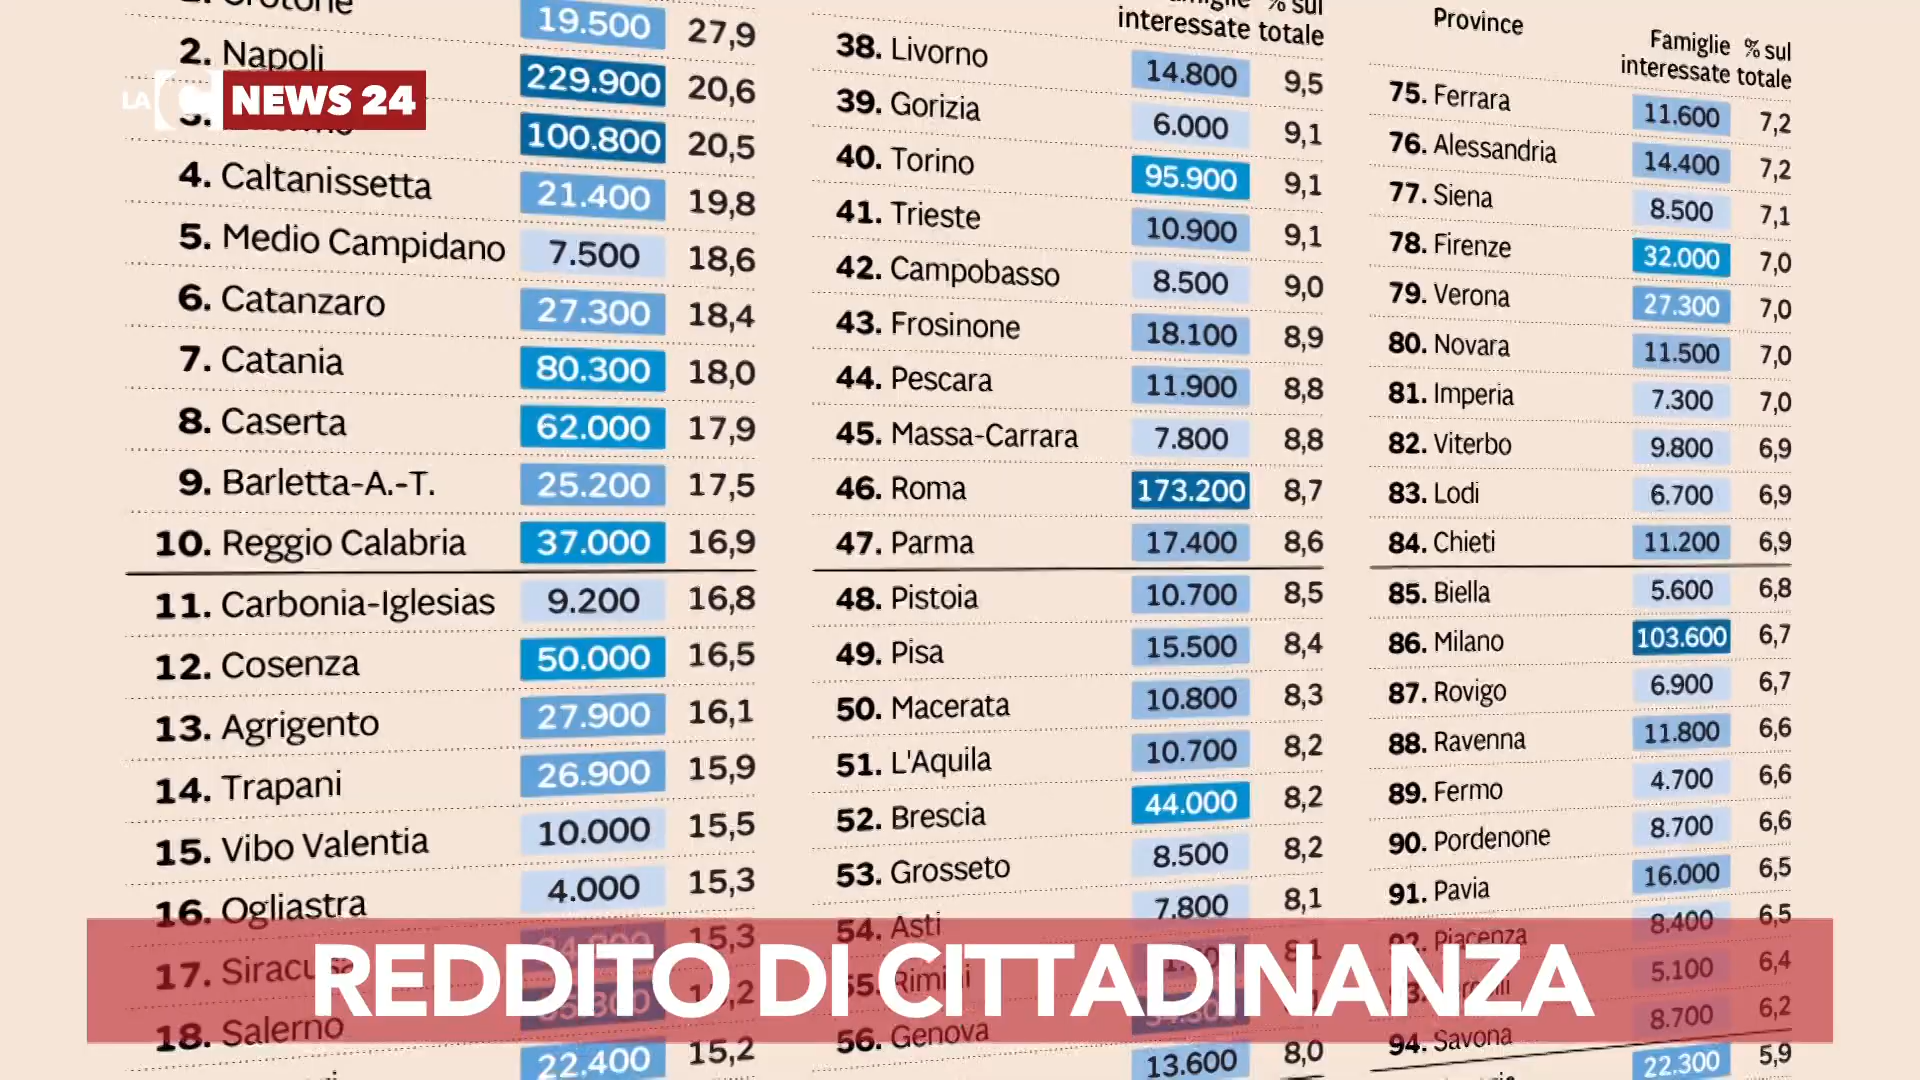 Crotone 19.500 27,9
2. Napoli 229.900 20,6
3. 100.800 20,5
4. Caltanissetta 21.400 19,8
5. Medio Campidano 7.500 18,6
6. Catanzaro 27.300 18,4
7. Catania 80.300 18,0
8. Caserta 62.000 17,9
9. Barletta-A.-T. 25.200 17,5
10. Reggio Calabria 37.000 16,9
11. Carbonia-Iglesias 9.200 16,8
12. Cosenza 50.000 16,5
13. Agrigento 27.900 16,1
14. Trapani 26.900 15,9
15. Vibo Valentia 10.000 15,5
16. Ogliastra 4.000 15,3
17. 15,3
18. Salerno 15,2
22.400 15,2
Famiglie % sul
interessate totale
38. Livorno 14.800 9,5
39. Gorizia 6.000 9,1
40. Torino 95.900 9,1
41. Trieste 10.900 9,1
42. Campobasso 8.500 9,0
43. Frosinone 18.100 8,9
44. Pescara 11.900 8,8
45. Massa-Carrara 7.800 8,8
46. Roma 173.200 8,7
47. Parma 17.400 8,6
48. Pistoia 10.700 8,5
49. Pisa 15.500 8,4
50. Macerata 10.800 8,3
51. L'Aquila 10.700 8,2
52. Brescia 44.000 8,2
53. Grosseto 8.500 8,2
54. Asti 7.800 8,1
55. Rimini 8,1
56. Genova
13.600 8,0
Province
Famiglie % sul
interessate totale
75. Ferrara 11.600 7,2
76. Alessandria 14.400 7,2
77. Siena 8.500 7,1
78. Firenze 32.000 7,0
79. Verona 27.300 7,0
80. Novara 11.500 7,0
81. Imperia 7.300 7,0
82. Viterbo 9.800 6,9
83. Lodi 6.700 6,9
84. Chieti 11.200 6,9
85. Biella 5.600 6,8
86. Milano 103.600 6,7
87. Rovigo 6.900 6,7
88. Ravenna 11.800 6,6
89. Fermo 4.700 6,6
90. Pordenone 8.700 6,6
91. Pavia 16.000 6,5
92. Piacenza 8.400 6,5
93. 5.100 6,4
94. Savona 8.700 6,2
22.300 5,9
LA C NEWS 24
REDDITO DI CITTADINANZA